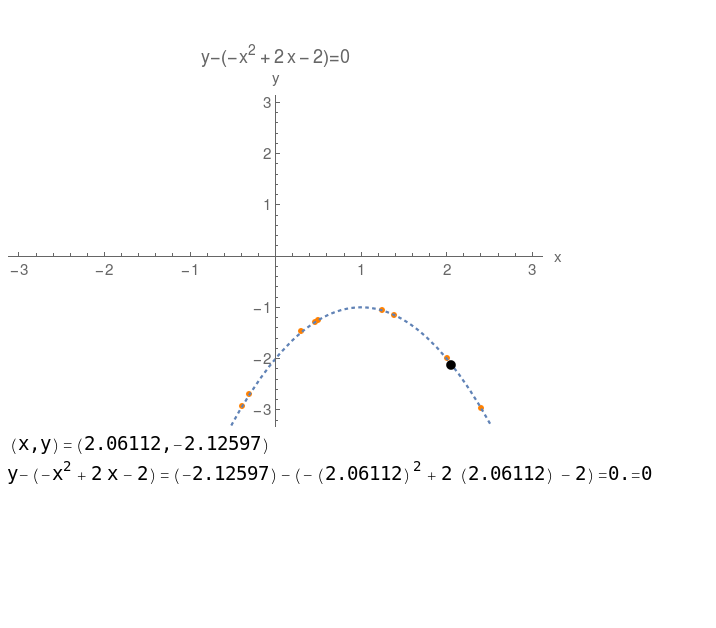 y−(−x² + 2 x − 2)=0
y
3
2
1
−3 −2 −1 1 2 3 x
−1
−2
−3
(x,y) = (2.06112,−2.12597)
y− (−x² + 2 x − 2) = (−2.12597) − (− (2.06112)² + 2 (2.06112) − 2) =0.=0